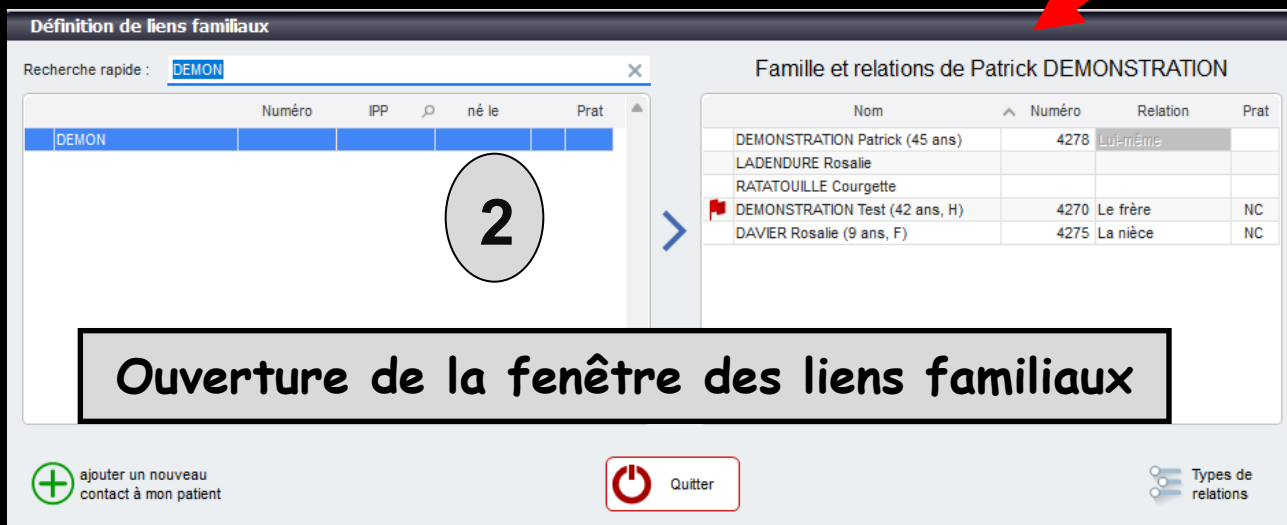 Définition de liens familiaux
Recherche rapide : DEMON
Famille et relations de Patrick DEMONSTRATION
Numéro IPP né le Prat
DEMON
Nom Numéro Relation Prat
DEMONSTRATION Patrick (45 ans) 4278 Lui-même
LADENDURE Rosalie
RATATOUILLE Courgette
DEMONSTRATION Test (42 ans, H) 4270 Le frère NC
DAVIER Rosalie (9 ans, F) 4275 La nièce NC
2
Ouverture de la fenêtre des liens familiaux
ajouter un nouveau
contact à mon patient
Quitter
Types de
relations